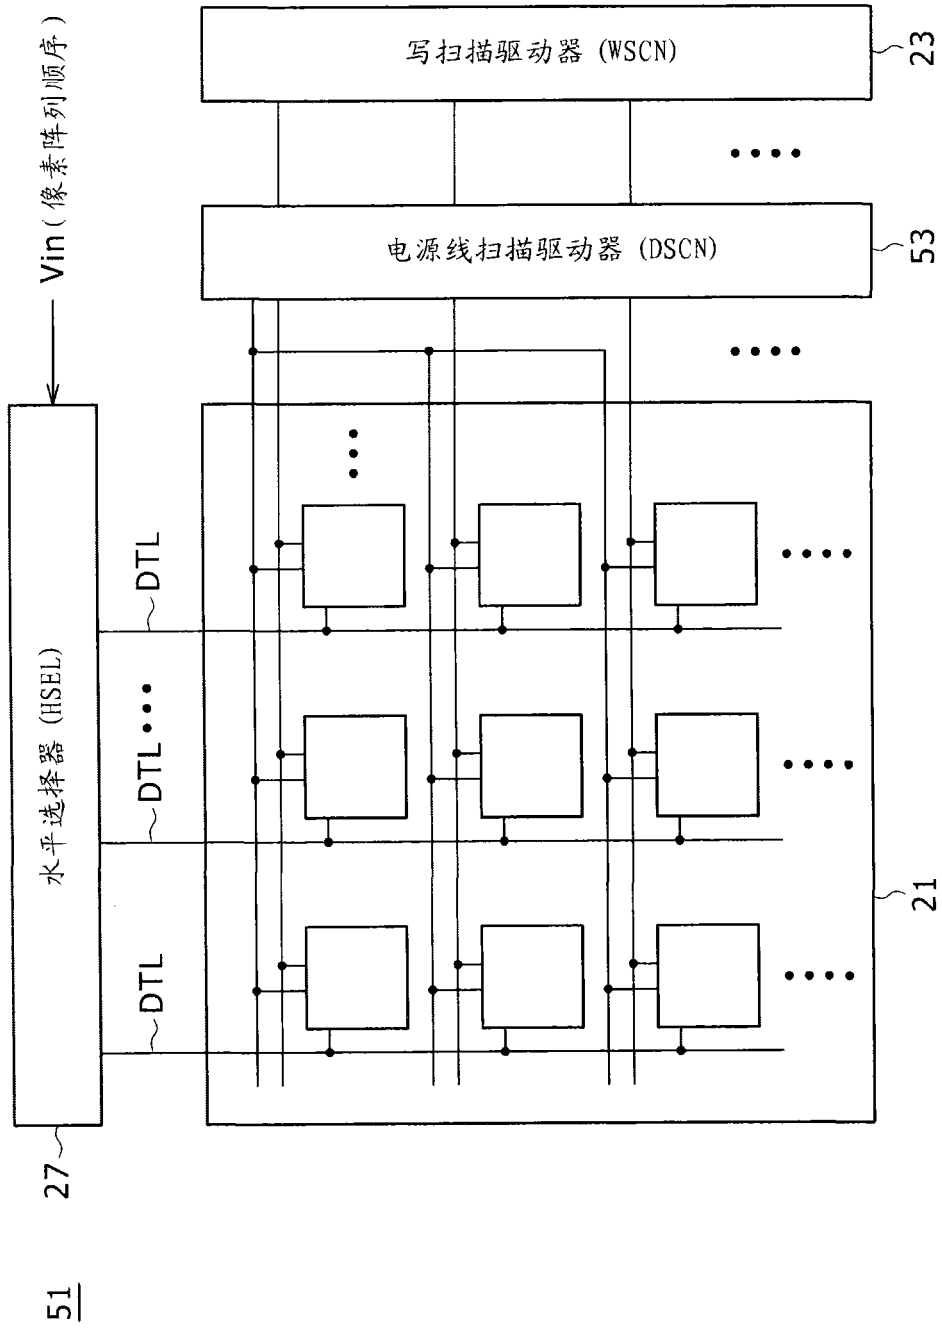 写扫描驱动器 (WSCN)
23
Vin (像素阵列顺序)
电源线扫描驱动器 (DSCN)
53
水平选择器 (HSEL)
DTL
DTL
DTL
27
21
51